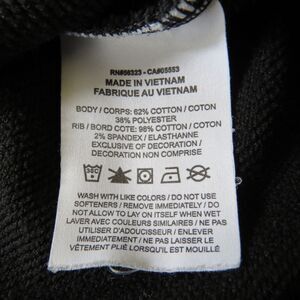 RN#56323 - CA#05553
MADE IN VIETNAM
FABRIQUE AU VIETNAM
BODY / CORPS: 62% COTTON / COTON
38% POLYESTER
RIB / BORD COTE: 98% COTTON / COTON
2% SPANDEX / ELASTHANNE
EXCLUSIVE OF DECORATION /
DECORATION NON COMPRISE
WASH WITH LIKE COLORS / DO NOT USE
SOFTENERS / REMOVE IMMEDIATELY / DO
NOT ALLOW TO LAY ON ITSELF WHEN WET
LAVER AVEC COULEURS SIMILAIRES / NE PAS
UTILISER D'ADOUCISSEUR / ENLEVER
IMMÉDIATEMENT / NE PAS LAISSER LE
VÊTEMENT PLIÉ LORSQU'IL EST MOUILLÉ